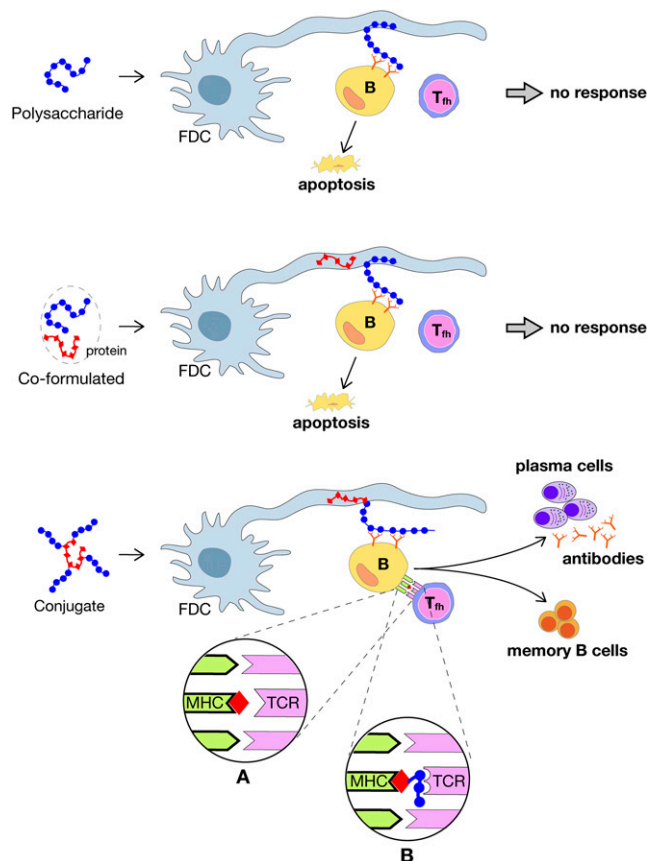 Polysaccharide
FDC
B
Tfh
apoptosis
no response
protein
Co-formulated
FDC
B
Tfh
apoptosis
no response
Conjugate
FDC
B
Tfh
plasma cells
antibodies
memory B cells
MHC
TCR
A
MHC
TCR
B